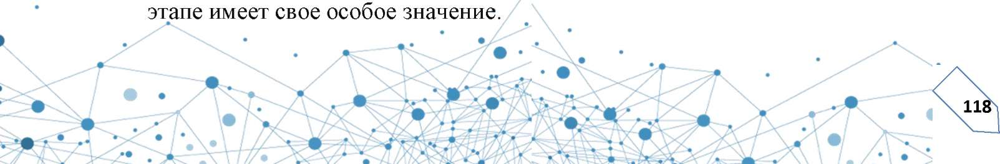 этапе имеет свое особое значение.
118